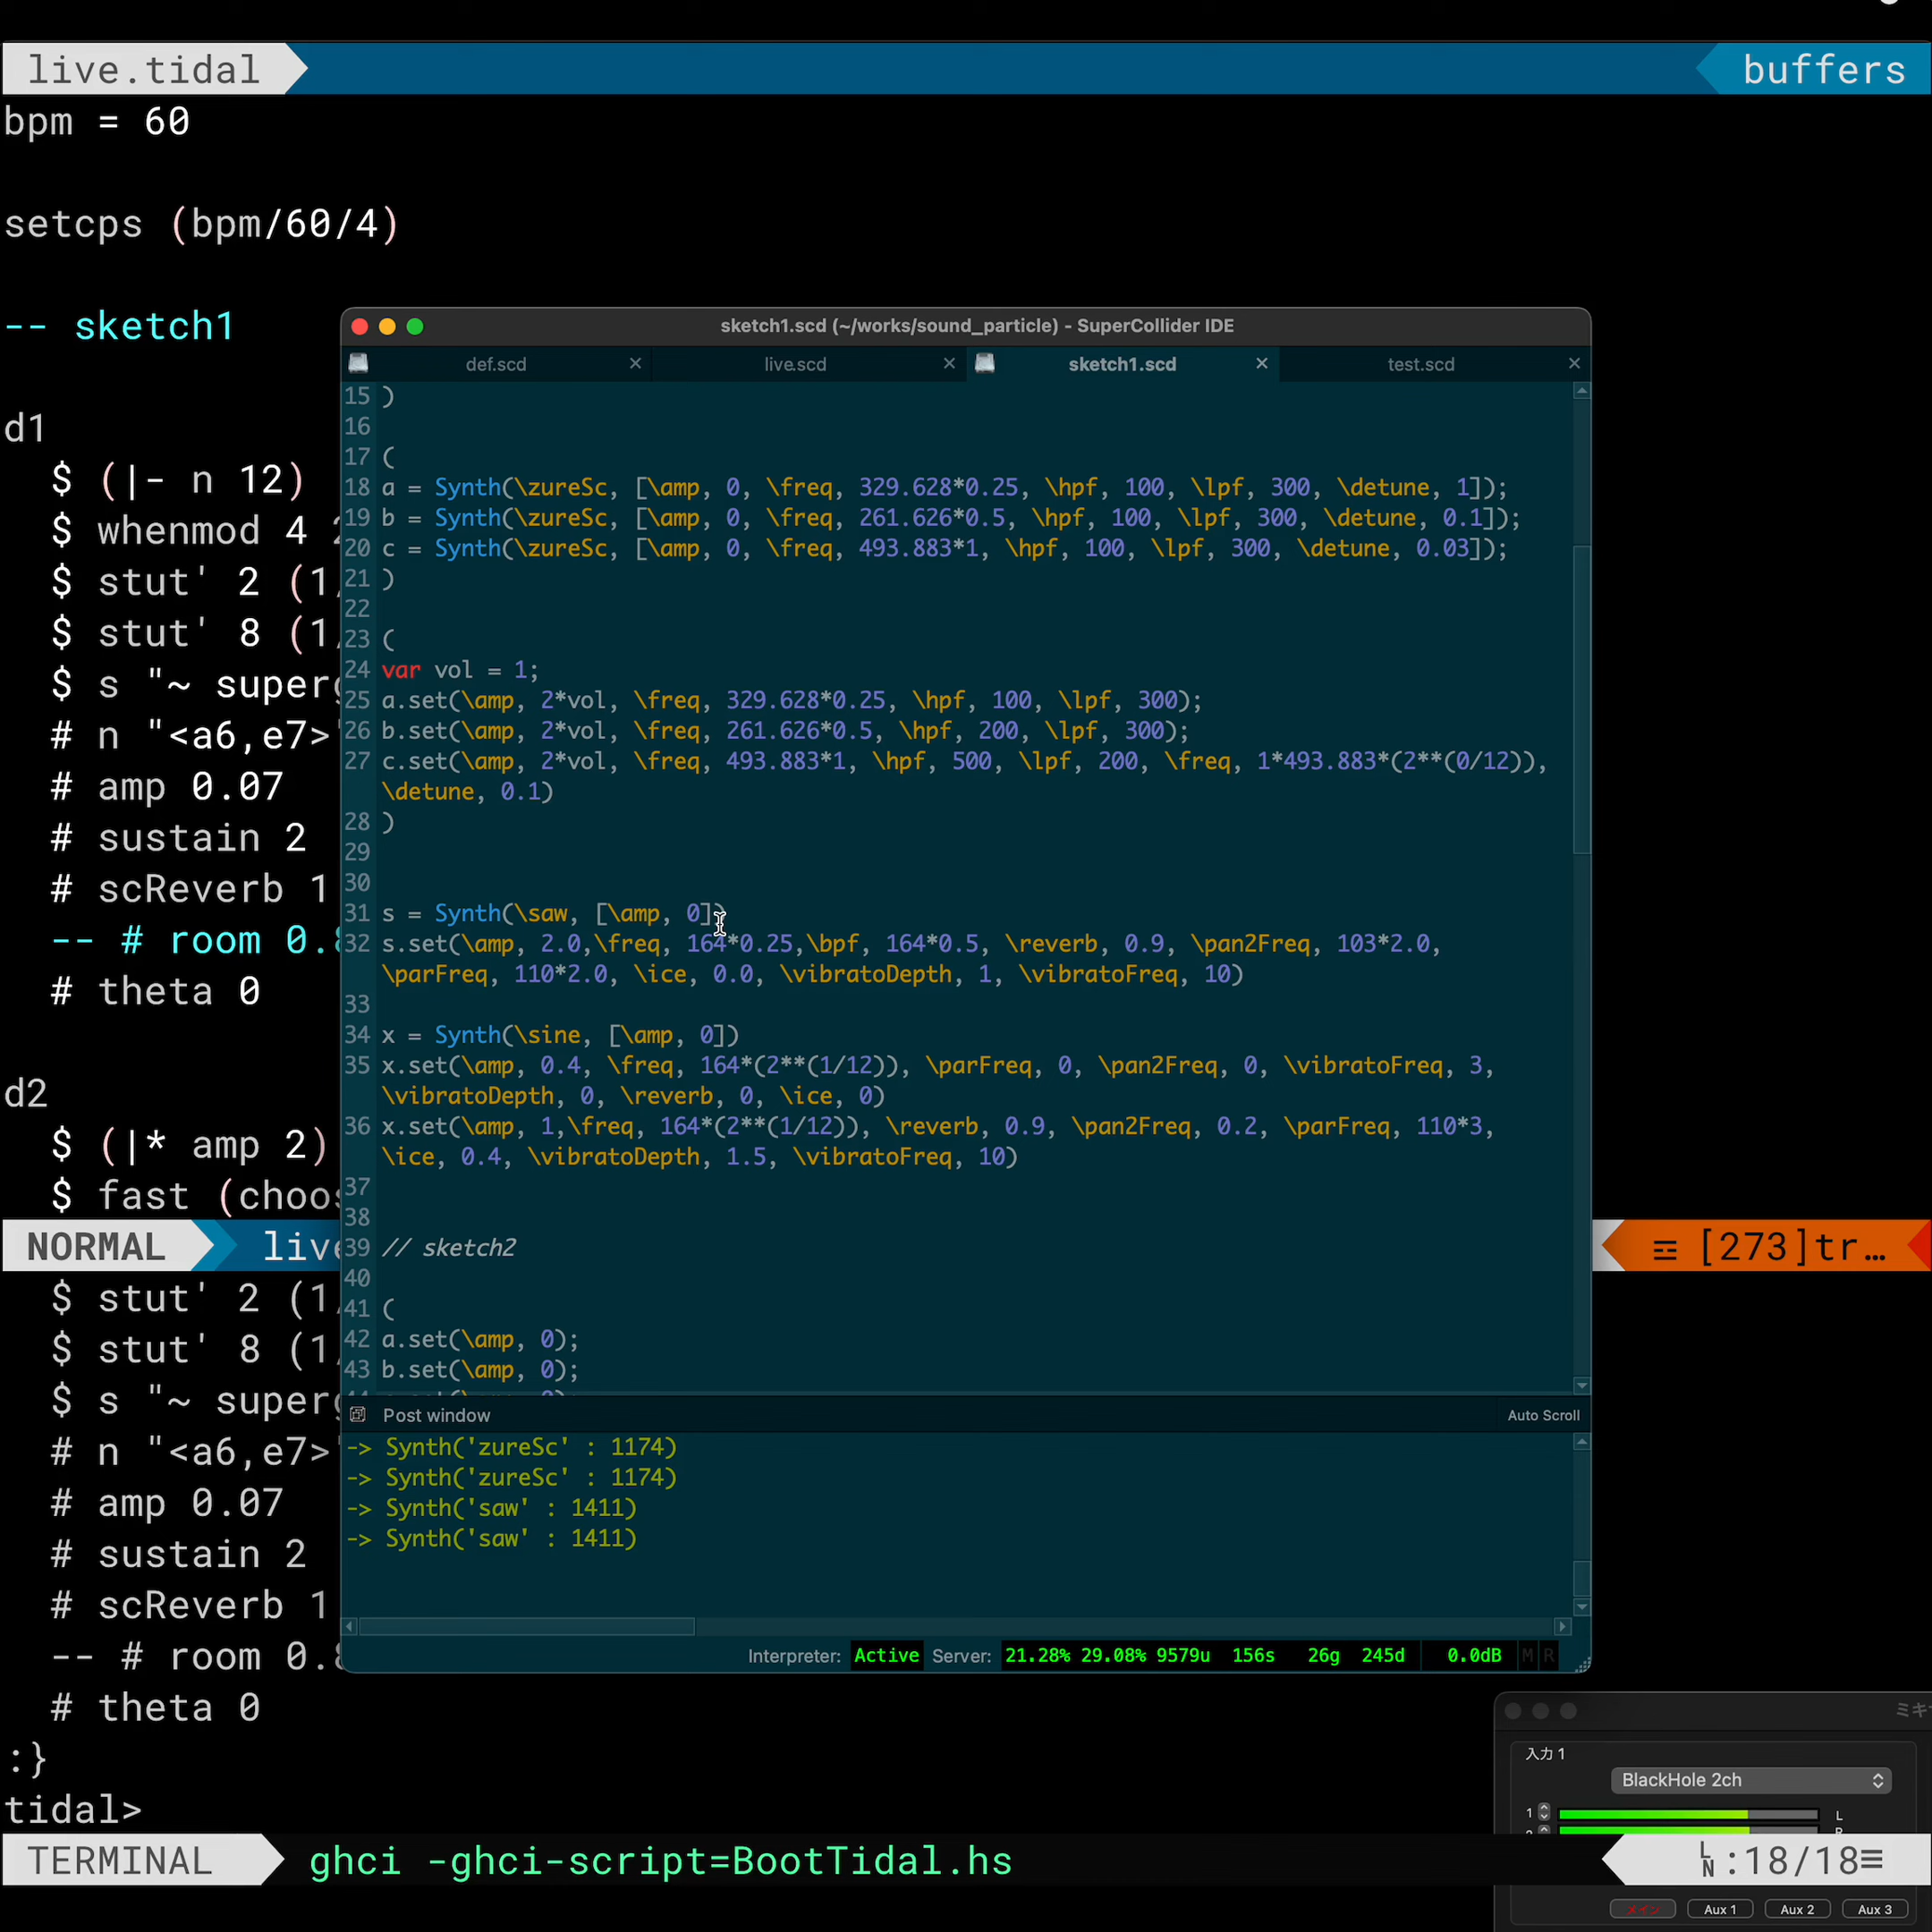 live.tidal
buffers
bpm = 60
setcps (bpm/60/4)
-- sketch1
d1
$ (|- n 12)
$ whenmod 4
$ stut' 2 (1
$ stut' 8 (1
$ s "~ super
# n "<a6,e7>
# amp 0.07
# sustain 2
# scReverb 1
-- # room 0.
# theta 0
d2
$ (|* amp 2)
$ fast (choos
sketch1.scd (~/works/sound_particle) - SuperCollider IDE
def.scd
live.scd
sketch1.scd
test.scd
15 )
16
17 (
18 a = Synth(\zureSc, [\amp, 0, \freq, 329.628*0.25, \hpf, 100, \lpf, 300, \detune, 1]);
19 b = Synth(\zureSc, [\amp, 0, \freq, 261.626*0.5, \hpf, 100, \lpf, 300, \detune, 0.1]);
20 c = Synth(\zureSc, [\amp, 0, \freq, 493.883*1, \hpf, 100, \lpf, 300, \detune, 0.03]);
21 )
22
23 (
24 var vol = 1;
25 a.set(\amp, 2*vol, \freq, 329.628*0.25, \hpf, 100, \lpf, 300);
26 b.set(\amp, 2*vol, \freq, 261.626*0.5, \hpf, 200, \lpf, 300);
27 c.set(\amp, 2*vol, \freq, 493.883*1, \hpf, 500, \lpf, 200, \freq, 1*493.883*(2**(0/12)),
\detune, 0.1)
28 )
29
30
31 s = Synth(\saw, [\amp, 0])
32 s.set(\amp, 2.0,\freq, 164*0.25,\bpf, 164*0.5, \reverb, 0.9, \pan2Freq, 103*2.0,
\parFreq, 110*2.0, \ice, 0.0, \vibratoDepth, 1, \vibratoFreq, 10)
33
34 x = Synth(\sine, [\amp, 0])
35 x.set(\amp, 0.4, \freq, 164*(2**(1/12)), \parFreq, 0, \pan2Freq, 0, \vibratoFreq, 3,
\vibratoDepth, 0, \reverb, 0, \ice, 0)
36 x.set(\amp, 1,\freq, 164*(2**(1/12)), \reverb, 0.9, \pan2Freq, 0.2, \parFreq, 110*3,
\ice, 0.4, \vibratoDepth, 1.5, \vibratoFreq, 10)
37
38
39 // sketch2
40
41 (
42 a.set(\amp, 0);
43 b.set(\amp, 0);
Post window
Auto Scroll
-> Synth('zureSc' : 1174)
-> Synth('zureSc' : 1174)
-> Synth('saw' : 1411)
-> Synth('saw' : 1411)
Interpreter: Active Server: 21.28% 29.08% 9579u 156s 26g 245d 0.0dB M R
NORMAL
live
[273]tr…
$ stut' 2 (1
$ stut' 8 (1
$ s "~ super
# n "<a6,e7>
# amp 0.07
# sustain 2
# scReverb 1
-- # room 0.
# theta 0
:}
tidal>
TERMINAL
ghci -ghci-script=BootTidal.hs
LN:18/18
ミキ
入力 1
BlackHole 2ch
1
L
R
メイン
Aux 1
Aux 2
Aux 3